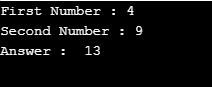 First Number : 4
Second Number : 9
Answer :  13